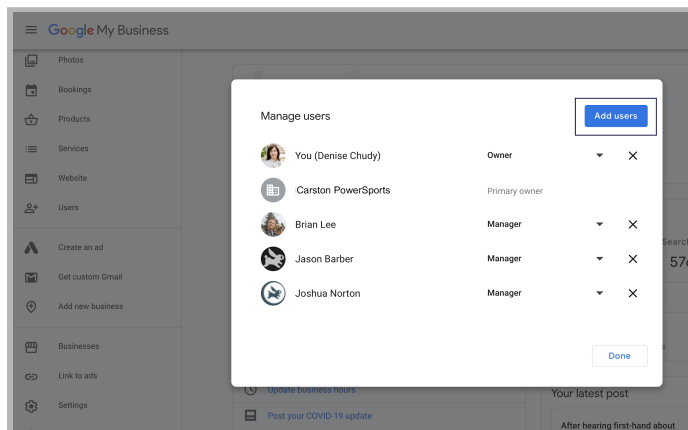 Google My Business
Photos
Bookings
Products
Services
Website
Users
Create an ad
Get custom Gmail
Add new business
Businesses
Link to ads
Settings
Manage users
Add users
You (Denise Chudy) Owner
Carston PowerSports Primary owner
Brian Lee Manager
Jason Barber Manager
Joshua Norton Manager
Done
Search
576
Update business hours
Post your COVID-19 update
Your latest post
After hearing first-hand about